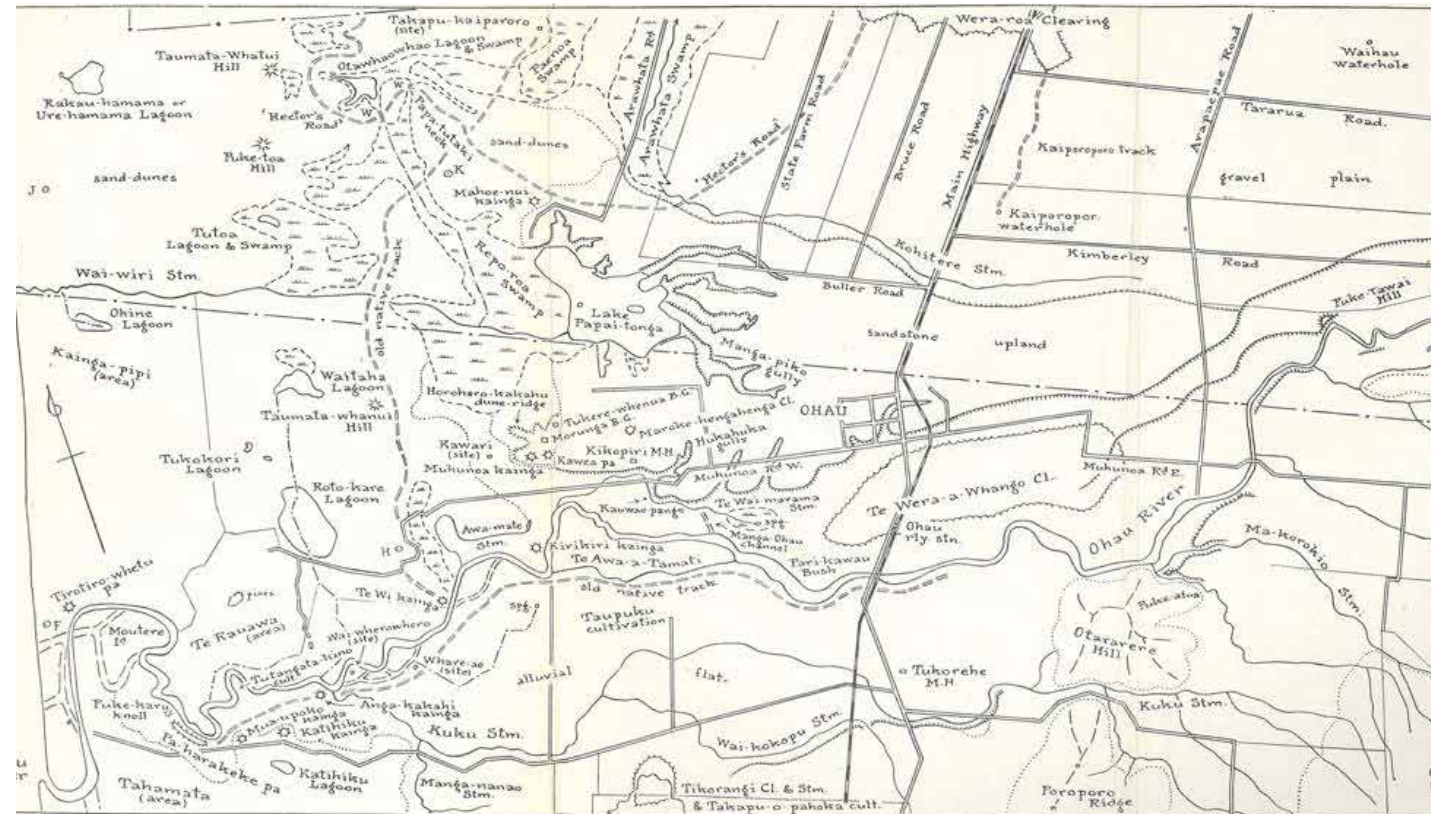 Takapu-kaiparoro
(site)
Wera-roa Clearing
Taumata-Whatui
Hill
Otawhaowhao Lagoon
& Swamp
Paenoa
Swamp
Arawhata Rd
Arawhata Swamp
Waihau
waterhole
Rakau-hamama or
Ure-hamama Lagoon
'Hector's
Road'
Papa-tataki
neck
sand-dunes
'Hector's Road'
State Farm Road
Bruce Road
Main Highway
Arapaepae Road
Tararua Road.
Kaiporoporo track
gravel plain
Puke-toa
Hill
J
sand-dunes
K
W
W
Mahoe-nui
kainga
Kaiporopor.
waterhole
Tutoa
Lagoon & Swamp
Repo-roa
Swamp
Kohitere Stm.
Kimberley Road
Wai-wiri Stm.
old native track
Lake
Papai-tonga
Buller Road
Puke-tawai
Hill
Ohine
Lagoon
sandstone upland
Kainga-pipi
(area)
Manga-piko
gully
Waitaha
Lagoon
Horohoro-kakahu
dune-ridge
Taumata-whanui
Hill
Tuhere-whenua B.G.
Morunga B.G.
Maroke-hengahenga Cl.
OHAU
Kawari
(site)
Hukahuka
gully
Tukokori
Lagoon
Muhunoa kainga
Kawea pa
Kikopiri M.H.
Muhunoa Rd W.
Muhunoa Rd E.
Roto-kare
Lagoon
Kauwae-pango
Te Wai-marama
Stm.
Te Wera-a-Whango Cl.
spg.
Awa-mate
Stm.
Manga-Ohau
channel
Ohau
rly. stn.
Ohau River
Ma-korokio
Stm.
H
Kirikiri kainga
Te Awa-a-Tamati
Pari-kawau
Bush
Tirotiro-whetu
pa
old native track
Te Wi kainga
spg.
Taupuku
cultivation
Puke-atua
Otararere
Hill
F
pines
Moutere
Id
Te Rauawa
(area)
Wai-wherowhero
(site)
Tutangata-kino
cult.
Whare-ao
(site)
alluvial flat.
Tukorehe
M.H.
Puke-karu
knoll
Anga-kakahi
kainga
Mua-upoko
kainga
Katihiku
kainga
Kuku Stm.
Kuku Stm.
Wai-kokopu Stm.
Pa-harakeke pa
Katihiku
Lagoon
Tahamata
(area)
Manga-nanao
Stm.
Tikorangi Cl. & Stm.
& Takapu-o-pahoka cult.
Poroporo
Ridge